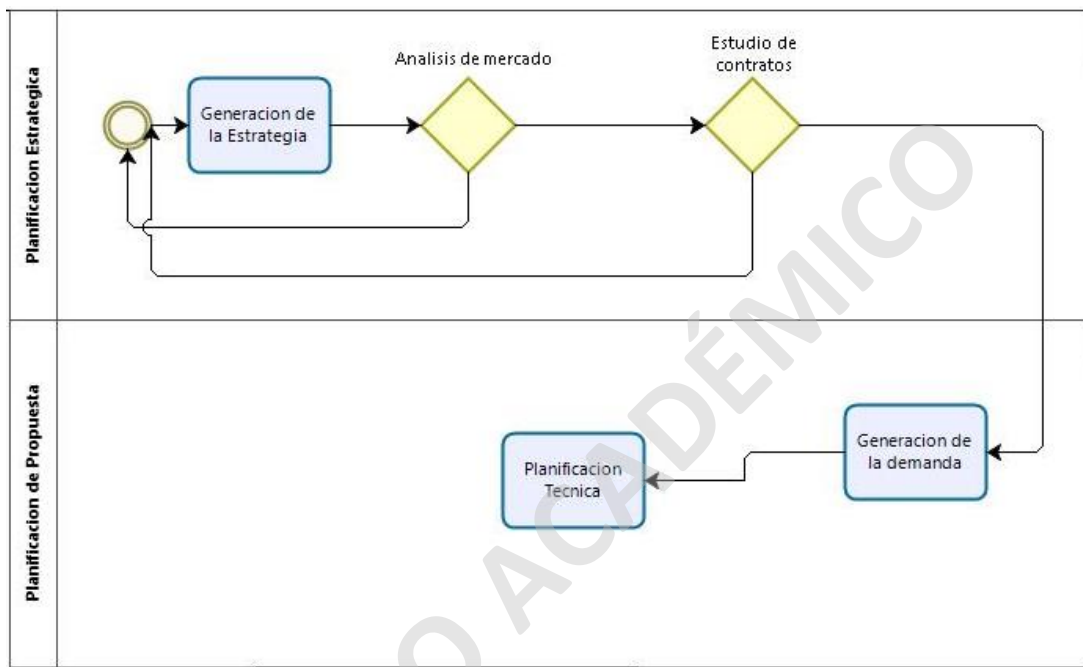 Planificacion Estrategica
Generacion de
la Estrategia
Analisis de mercado
Estudio de
contratos
Planificacion de Propuesta
Planificacion
Tecnica
Generacion de
la demanda
O ACADÉMICO